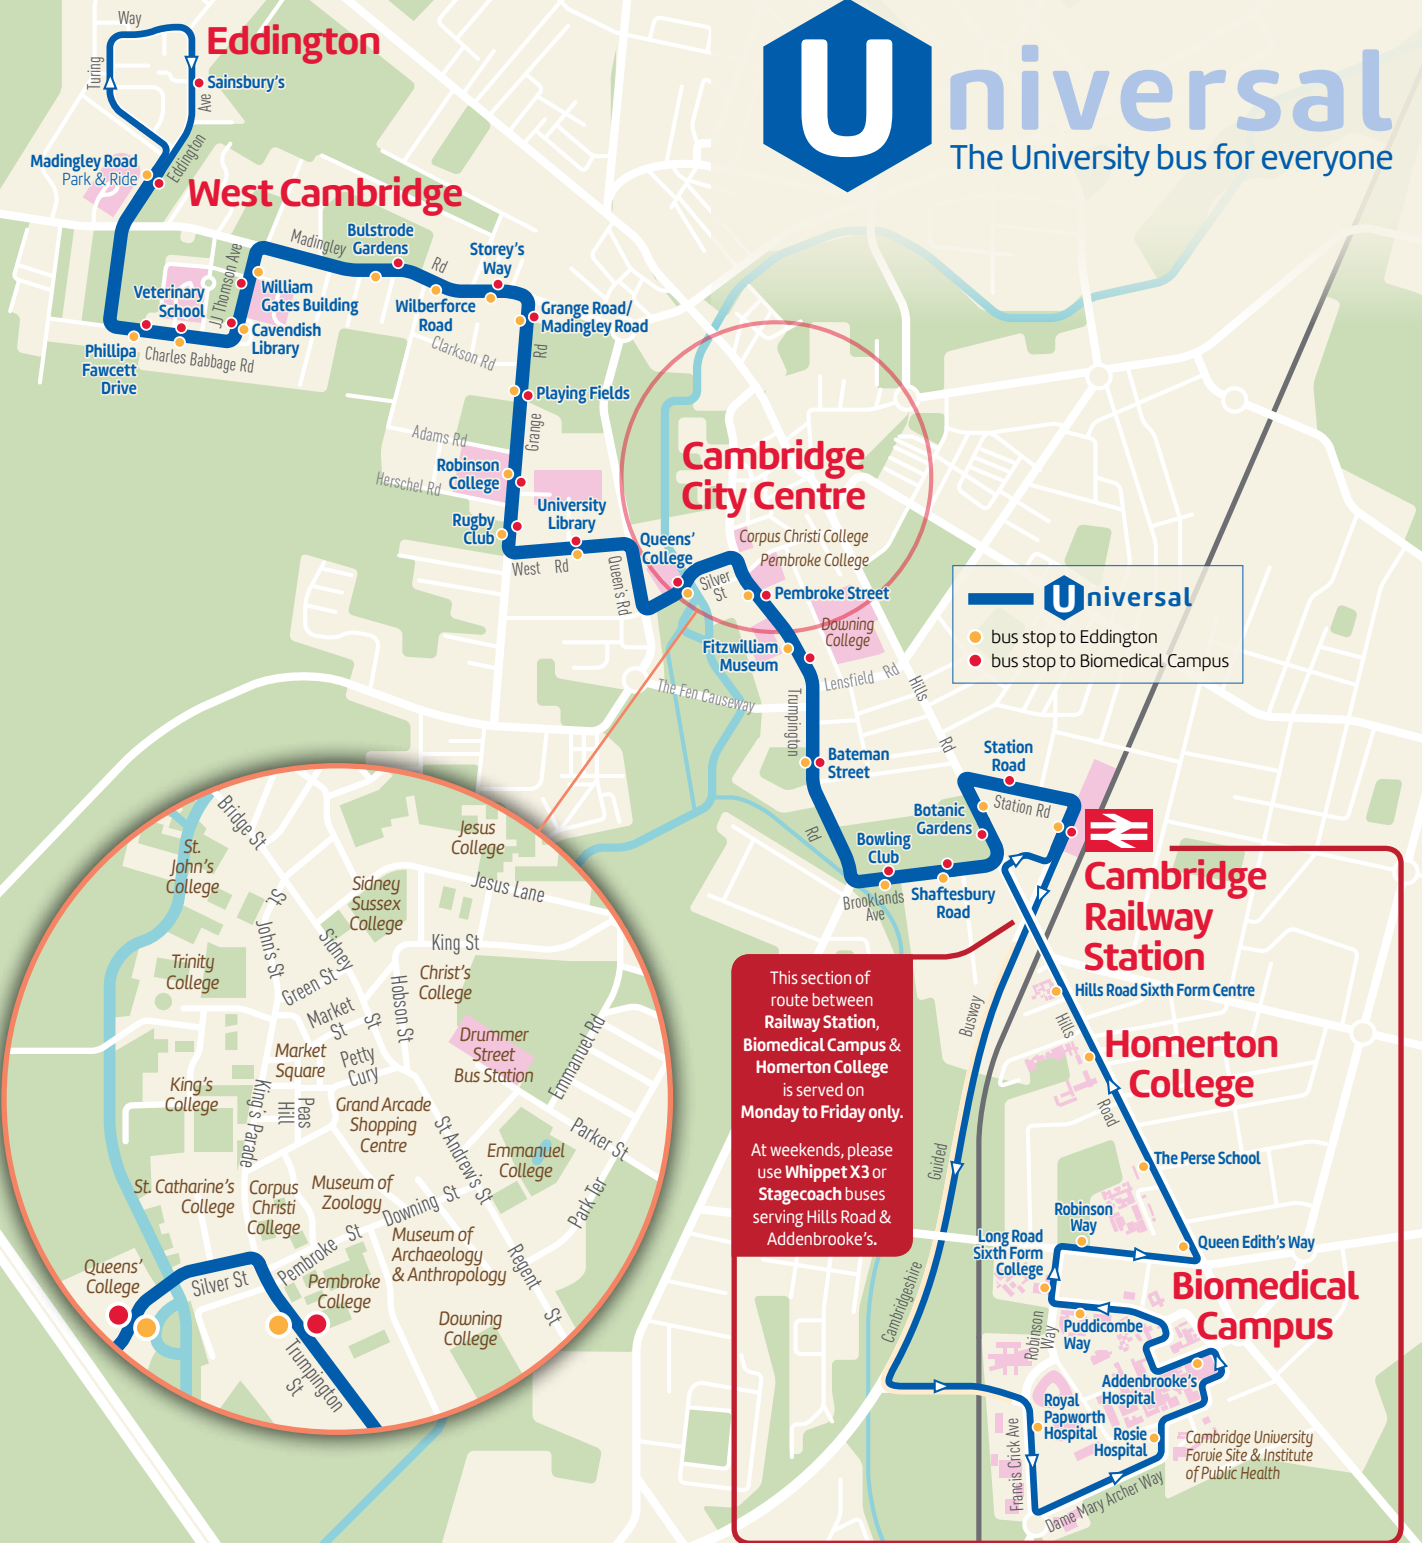 Universal
The University bus for everyone
Way
Turing
Eddington
Sainsbury's
Ave
Eddington
Madingley Road
Park & Ride
West Cambridge
Madingley
Rd
Bulstrode
Gardens
Storey's
Way
JJ Thomson Ave
William
Gates Building
Veterinary
School
Wilberforce
Road
Grange Road/
Madingley Road
Cavendish
Library
Clarkson Rd
Rd
Phillipa
Fawcett
Drive
Charles Babbage Rd
Playing Fields
Grange
Adams Rd
Robinson
College
Herschel Rd
University
Library
Rugby
Club
West Rd
Queen's Rd
Cambridge
City Centre
Corpus Christi College
Pembroke College
Queens'
College
Silver
St
Pembroke Street
Downing
College
Fitzwilliam
Museum
The Fen Causeway
Lensfield Rd
Hills
Rd
Trumpington
Rd
Universal
bus stop to Eddington
bus stop to Biomedical Campus
Bateman
Street
Station
Road
Station Rd
Botanic
Gardens
Bowling
Club
Brooklands
Ave
Shaftesbury
Road
Cambridge
Railway
Station
This section of
route between
Railway Station,
Biomedical Campus &
Homerton College
is served on
Monday to Friday only.
At weekends, please
use Whippet X3 or
Stagecoach buses
serving Hills Road &
Addenbrooke's.
Busway
Guided
Cambridgeshire
Hills Road Sixth Form Centre
Hills
Road
Homerton
College
The Perse School
Robinson
Way
Long Road
Sixth Form
College
Queen Edith's Way
Biomedical
Campus
Robinson
Way
Puddicombe
Way
Addenbrooke's
Hospital
Royal
Papworth
Hospital
Rosie
Hospital
Cambridge University
Forvie Site & Institute
of Public Health
Francis Crick Ave
Dame Mary Archer Way
Bridge St
St.
John's
College
Jesus
College
Jesus Lane
Sidney
Sussex
College
St.
John's St
Sidney
St
King St
Trinity
College
Green St
Christ's
College
Hobson St
Market
St
Drummer
Street
Bus Station
Emmanuel Rd
Market
Square
Petty
Cury
King's
College
King's Parade
Peas
Hill
Grand Arcade
Shopping
Centre
St Andrew's St
Parker St
Emmanuel
College
Park Ter
St. Catharine's
College
Corpus
Christi
College
Museum of
Zoology
Downing St
Pembroke St
Museum of
Archaeology
& Anthropology
Regent
St
Queens'
College
Silver St
Pembroke
College
Downing
College
Trumpington
St